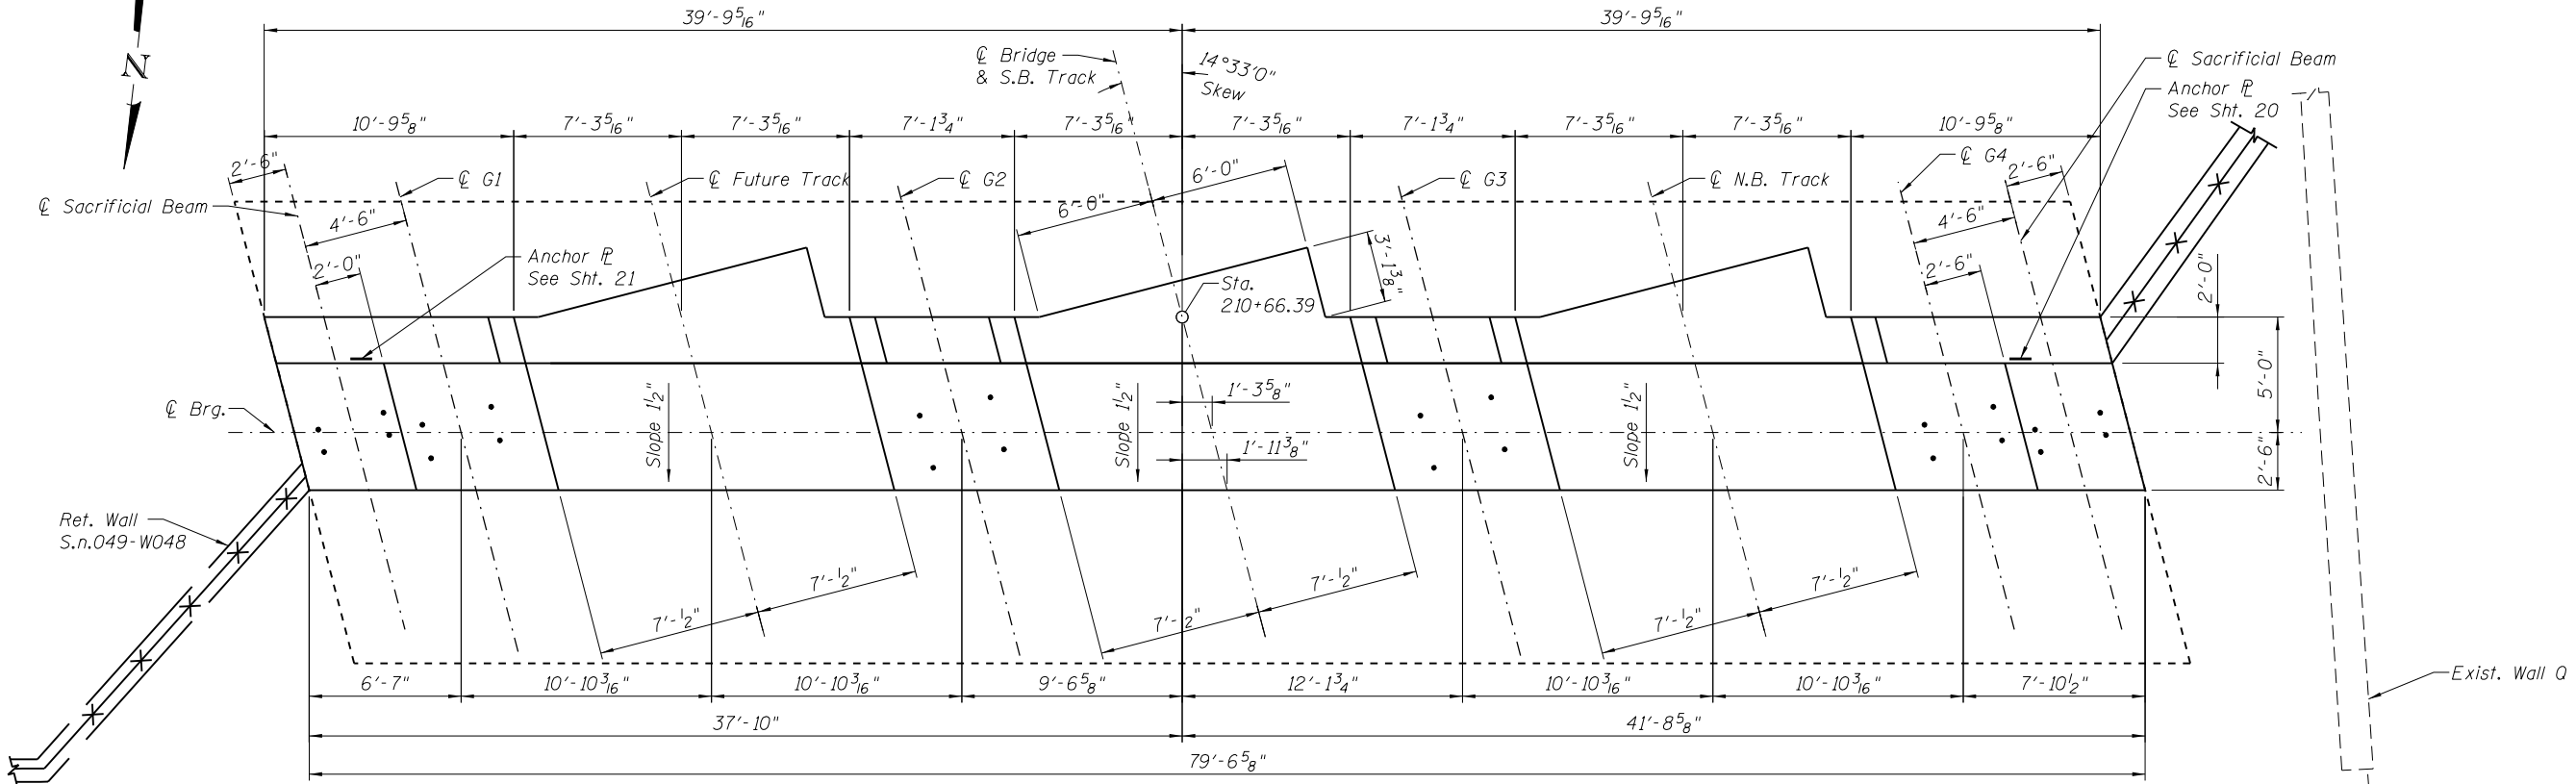 39'-9 5/16"
39'-9 5/16"
N
℄ Bridge
& S.B. Track
14°33'0"
Skew
℄ Sacrificial Beam
Anchor ℙL
See Sht. 20
10'-9 5/8"
7'-3 5/16"
7'-3 5/16"
7'-1 3/4"
7'-3 5/16"
7'-3 5/16"
7'-1 3/4"
7'-3 5/16"
7'-3 5/16"
10'-9 5/8"
2'-6"
℄ G1
℄ Future Track
℄ G2
6'-0"
6'-0"
℄ G3
℄ N.B. Track
℄ G4
2'-6"
℄ Sacrificial Beam
4'-6"
4'-6"
2'-0"
Anchor ℙL
See Sht. 21
3'-1 3/8"
Sta.
210+66.39
2'-6"
2'-0"
5'-0"
2'-6"
℄ Brg.
Slope 1 1/2"
Slope 1 1/2"
1'-3 5/8"
1'-11 3/8"
Slope 1 1/2"
Ret. Wall
S.n.049-W048
7'-1/2"
7'-1/2"
7'-1/2"
7'-1/2"
7'-1/2"
6'-7"
10'-10 3/16"
10'-10 3/16"
9'-6 5/8"
12'-1 3/4"
10'-10 3/16"
10'-10 3/16"
7'-10 1/2"
Exist. Wall Q
37'-10"
41'-8 5/8"
79'-6 5/8"